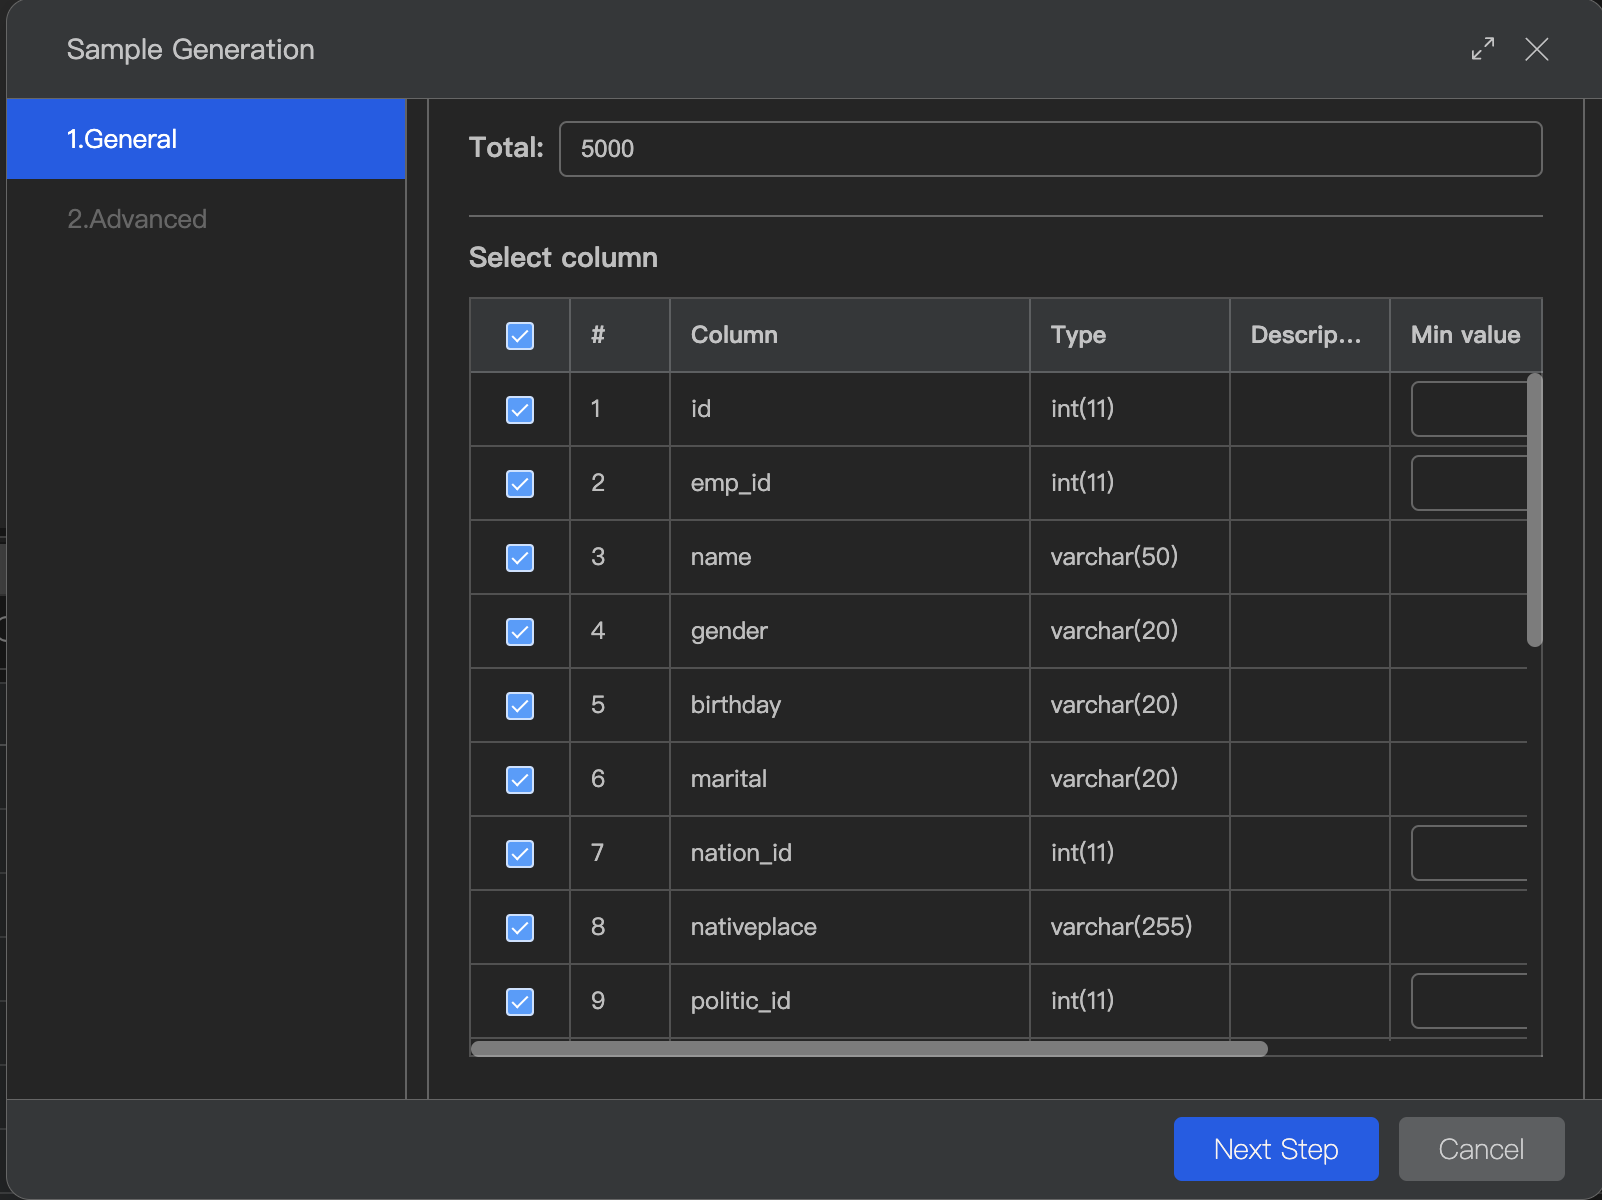 Sample Generation
1.General
2.Advanced
Total: 5000
Select column
# Column Type Descrip... Min value
1 id int(11)
2 emp_id int(11)
3 name varchar(50)
4 gender varchar(20)
5 birthday varchar(20)
6 marital varchar(20)
7 nation_id int(11)
8 nativeplace varchar(255)
9 politic_id int(11)
Next Step Cancel